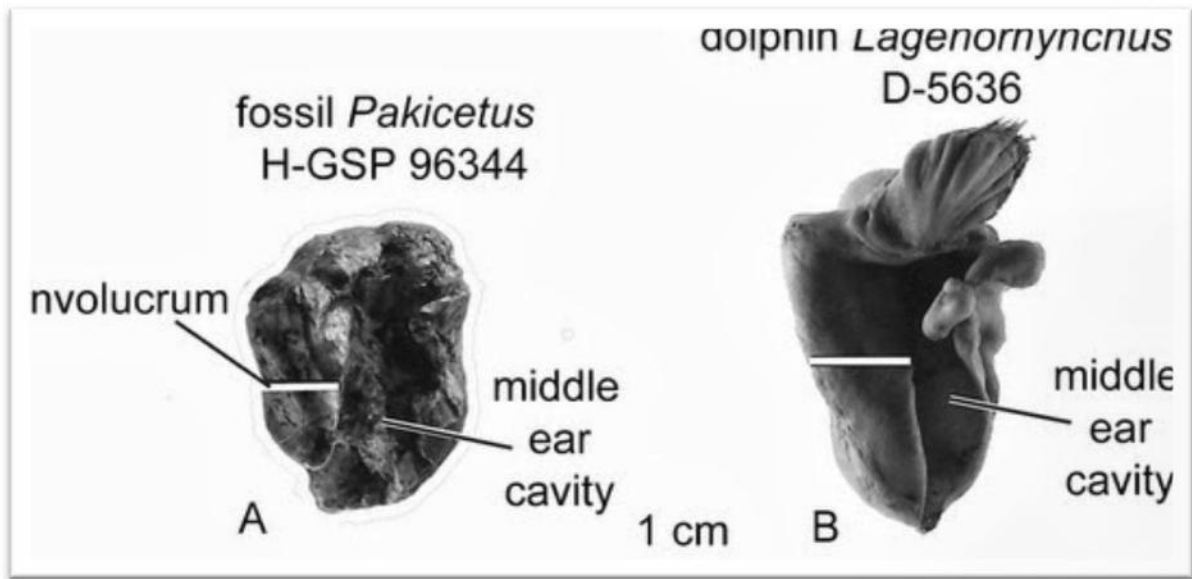 fossil Pakicetus
H-GSP 96344
dolphin Lagenorhynchus
D-5636
nvolucrum
middle
ear
cavity
A
1 cm
middle
ear
cavity
B